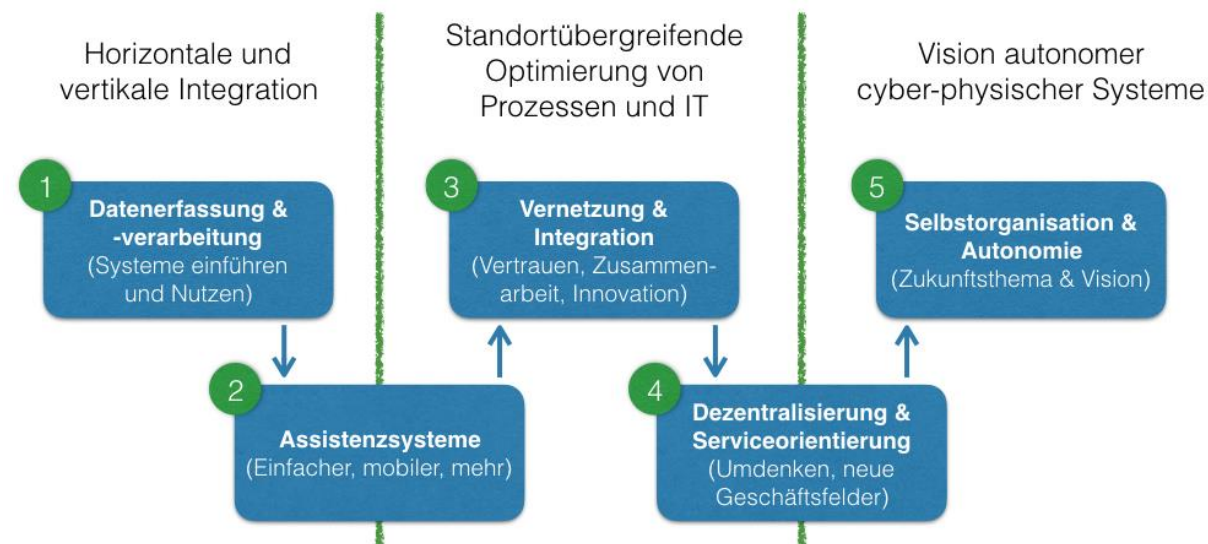 Horizontale und
vertikale Integration
Standortübergreifende
Optimierung von
Prozessen und IT
Vision autonomer
cyber-physischer Systeme
1
Datenerfassung &
-verarbeitung
(Systeme einführen
und Nutzen)
2
Assistenzsysteme
(Einfacher, mobiler, mehr)
3
Vernetzung &
Integration
(Vertrauen, Zusammen-
arbeit, Innovation)
4
Dezentralisierung &
Serviceorientierung
(Umdenken, neue
Geschäftsfelder)
5
Selbstorganisation &
Autonomie
(Zukunftsthema & Vision)